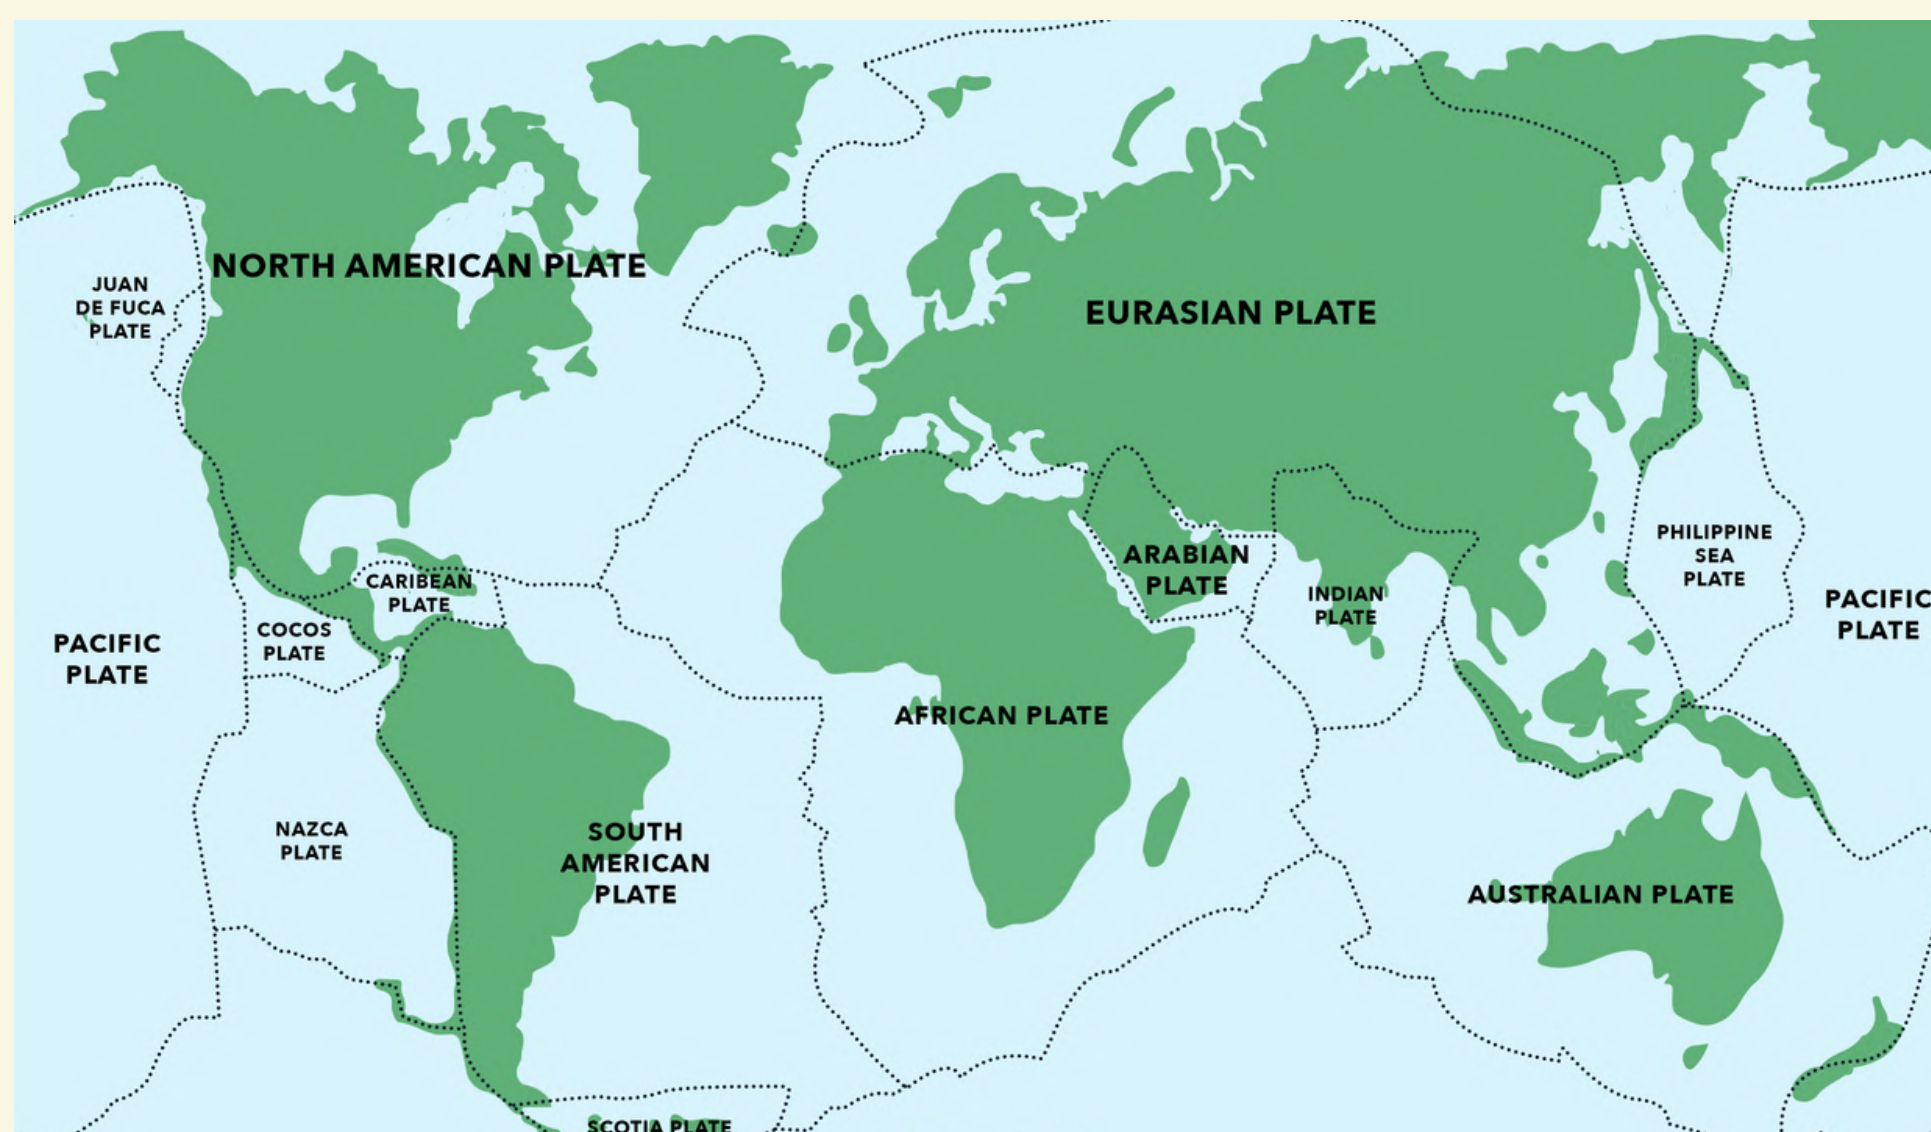 NORTH AMERICAN PLATE
JUAN
DE FUCA
PLATE
EURASIAN PLATE
CARIBEAN
PLATE
ARABIAN
PLATE
INDIAN
PLATE
PHILIPPINE
SEA
PLATE
PACIFIC
PLATE
COCOS
PLATE
PACIFIC
PLATE
AFRICAN PLATE
NAZCA
PLATE
SOUTH
AMERICAN
PLATE
AUSTRALIAN PLATE
SCOTIA PLATE